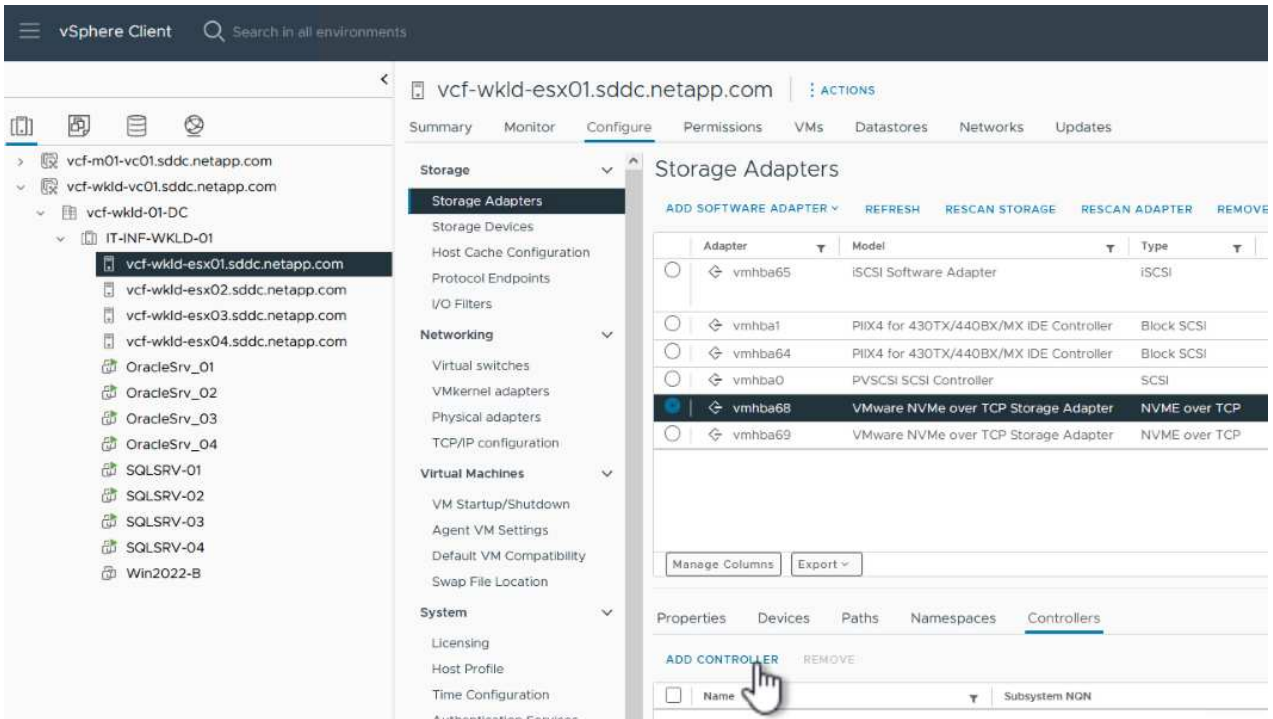 vSphere Client Search in all environments
vcf-wkld-esx01.sddc.netapp.com ACTIONS
Summary Monitor Configure Permissions VMs Datastores Networks Updates
vcf-m01-vc01.sddc.netapp.com
vcf-wkld-vc01.sddc.netapp.com
vcf-wkld-01-DC
IT-INF-WKLD-01
vcf-wkld-esx01.sddc.netapp.com
vcf-wkld-esx02.sddc.netapp.com
vcf-wkld-esx03.sddc.netapp.com
vcf-wkld-esx04.sddc.netapp.com
OracleSrv_01
OracleSrv_02
OracleSrv_03
OracleSrv_04
SQLSRV-01
SQLSRV-02
SQLSRV-03
SQLSRV-04
Win2022-B
Storage
Storage Adapters
Storage Devices
Host Cache Configuration
Protocol Endpoints
I/O Filters
Networking
Virtual switches
VMkernel adapters
Physical adapters
TCP/IP configuration
Virtual Machines
VM Startup/Shutdown
Agent VM Settings
Default VM Compatibility
Swap File Location
System
Licensing
Host Profile
Time Configuration
Authentication Services
Storage Adapters
ADD SOFTWARE ADAPTER REFRESH RESCAN STORAGE RESCAN ADAPTER REMOVE
Adapter Model Type
vmhba65 iSCSI Software Adapter iSCSI
vmhba1 PIIX4 for 430TX/440BX/MX IDE Controller Block SCSI
vmhba64 PIIX4 for 430TX/440BX/MX IDE Controller Block SCSI
vmhba0 PVSCSI SCSI Controller SCSI
vmhba68 VMware NVMe over TCP Storage Adapter NVME over TCP
vmhba69 VMware NVMe over TCP Storage Adapter NVME over TCP
Manage Columns Export
Properties Devices Paths Namespaces Controllers
ADD CONTROLLER REMOVE
Name Subsystem NQN